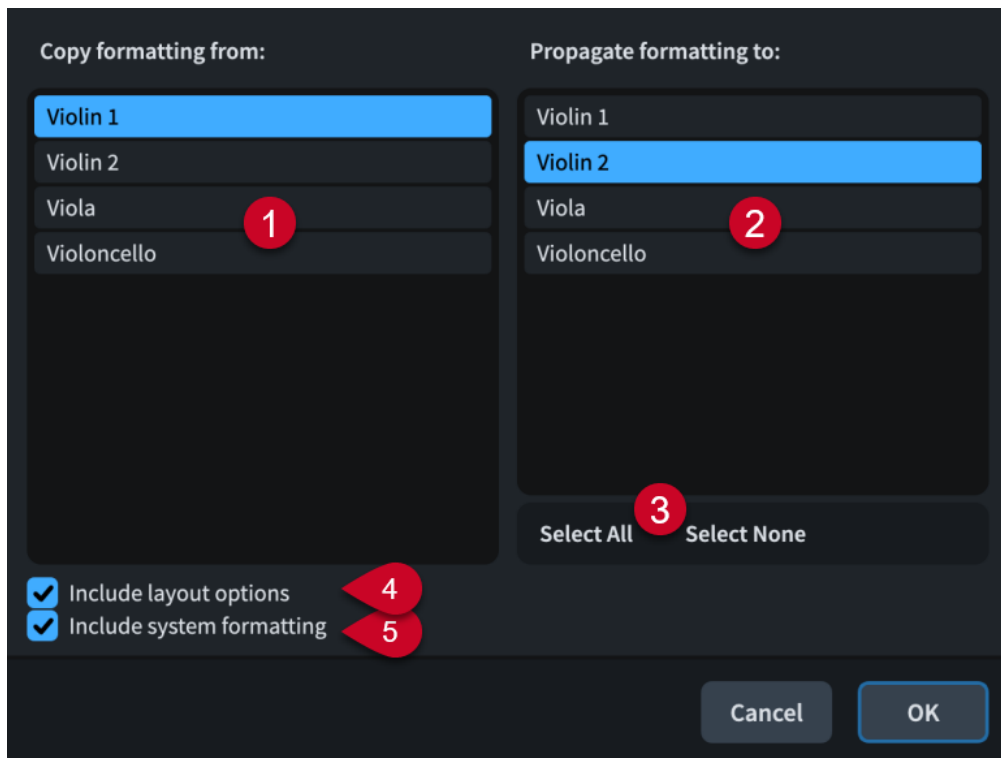 Copy formatting from:
Violin 1
Violin 2
Viola
Violoncello
1
Propagate formatting to:
Violin 1
Violin 2
Viola
Violoncello
2
3
Select All Select None
Include layout options 4
Include system formatting 5
Cancel OK